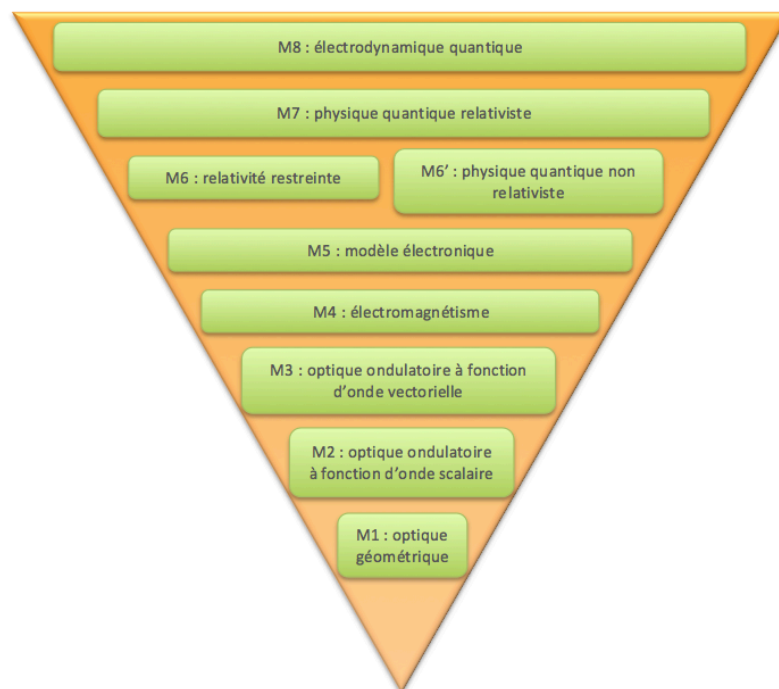 M8 : électrodynamique quantique
M7 : physique quantique relativiste
M6 : relativité restreinte
M6’ : physique quantique non
relativiste
M5 : modèle électronique
M4 : électromagnétisme
M3 : optique ondulatoire à fonction
d’onde vectorielle
M2 : optique ondulatoire
à fonction d’onde scalaire
M1 : optique
géométrique